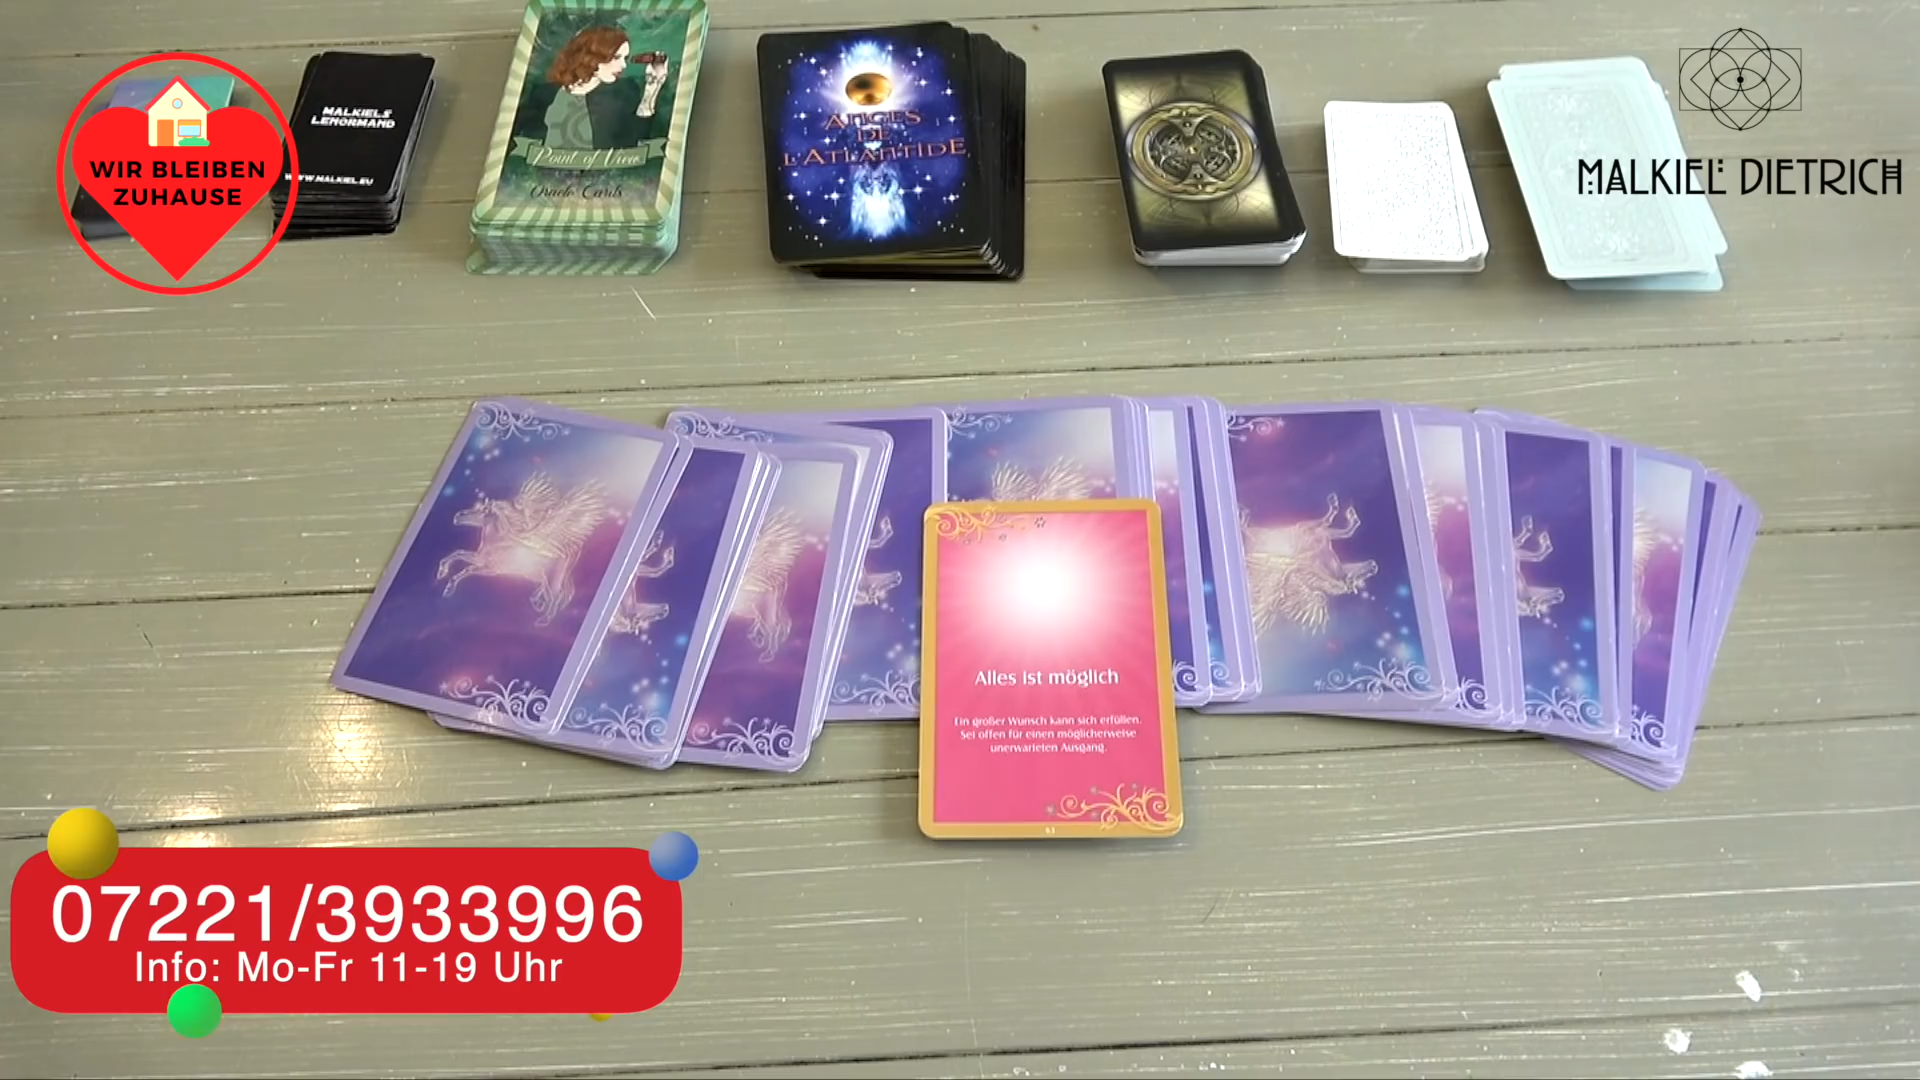 WIR BLEIBEN
ZUHAUSE
MALKIELS
LENORMAND
WWW.MALKIEL.EU
Point of View
Oracle Cards
ANGES
DE
L'ATLANTIDE
MALKIEL DIETRICH
Alles ist möglich
Ein großer Wunsch kann sich erfüllen.
Sei offen für einen möglicherweise
unerwarteten Ausgang.
07221/3933996
Info: Mo-Fr 11-19 Uhr